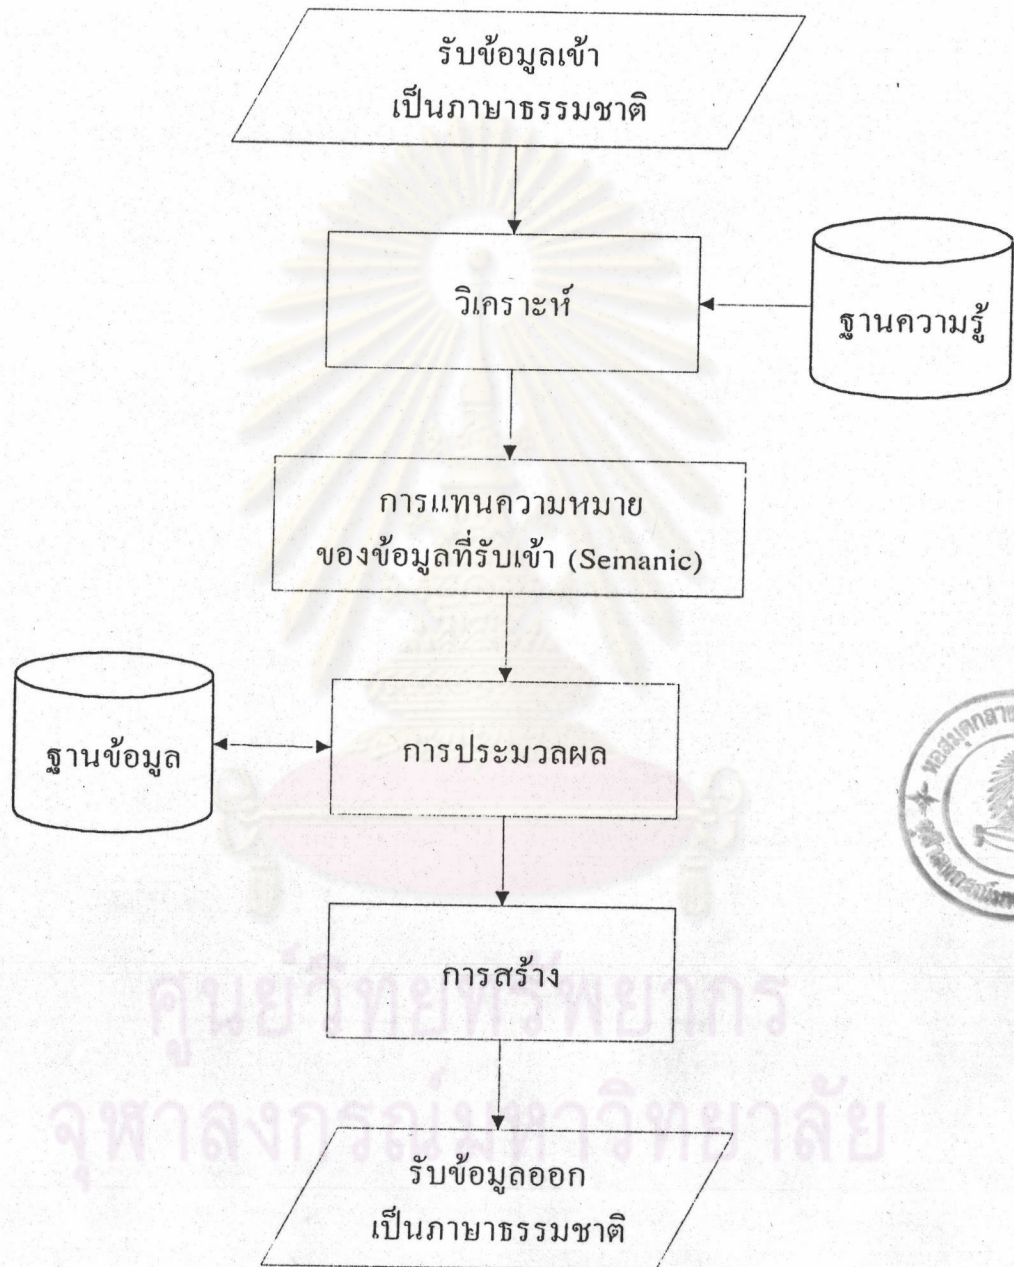 รับข้อมูลเข้า
เป็นภาษาธรรมชาติ
วิเคราะห์
ฐานความรู้
การแทนความหมาย
ของข้อมูลที่รับเข้า (Semanic)
ฐานข้อมูล
การประมวลผล
การสร้าง
ศูนย์วิทยทรัพยากร
จุฬาลงกรณ์มหาวิทยาลัย
รับข้อมูลออก
เป็นภาษาธรรมชาติ